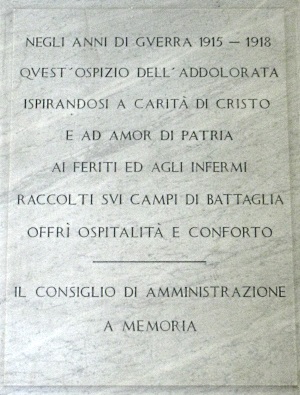 NEGLI ANNI DI GVERRA 1915 – 1918
QVEST'OSPIZIO DELL'ADDOLORATA
ISPIRANDOSI A CARITÀ DI CRISTO
E AD AMOR DI PATRIA
AI FERITI ED AGLI INFERMI
RACCOLTI SVI CAMPI DI BATTAGLIA
OFFRÌ OSPITALITÀ E CONFORTO
IL CONSIGLIO DI AMMINISTRAZIONE
A MEMORIA